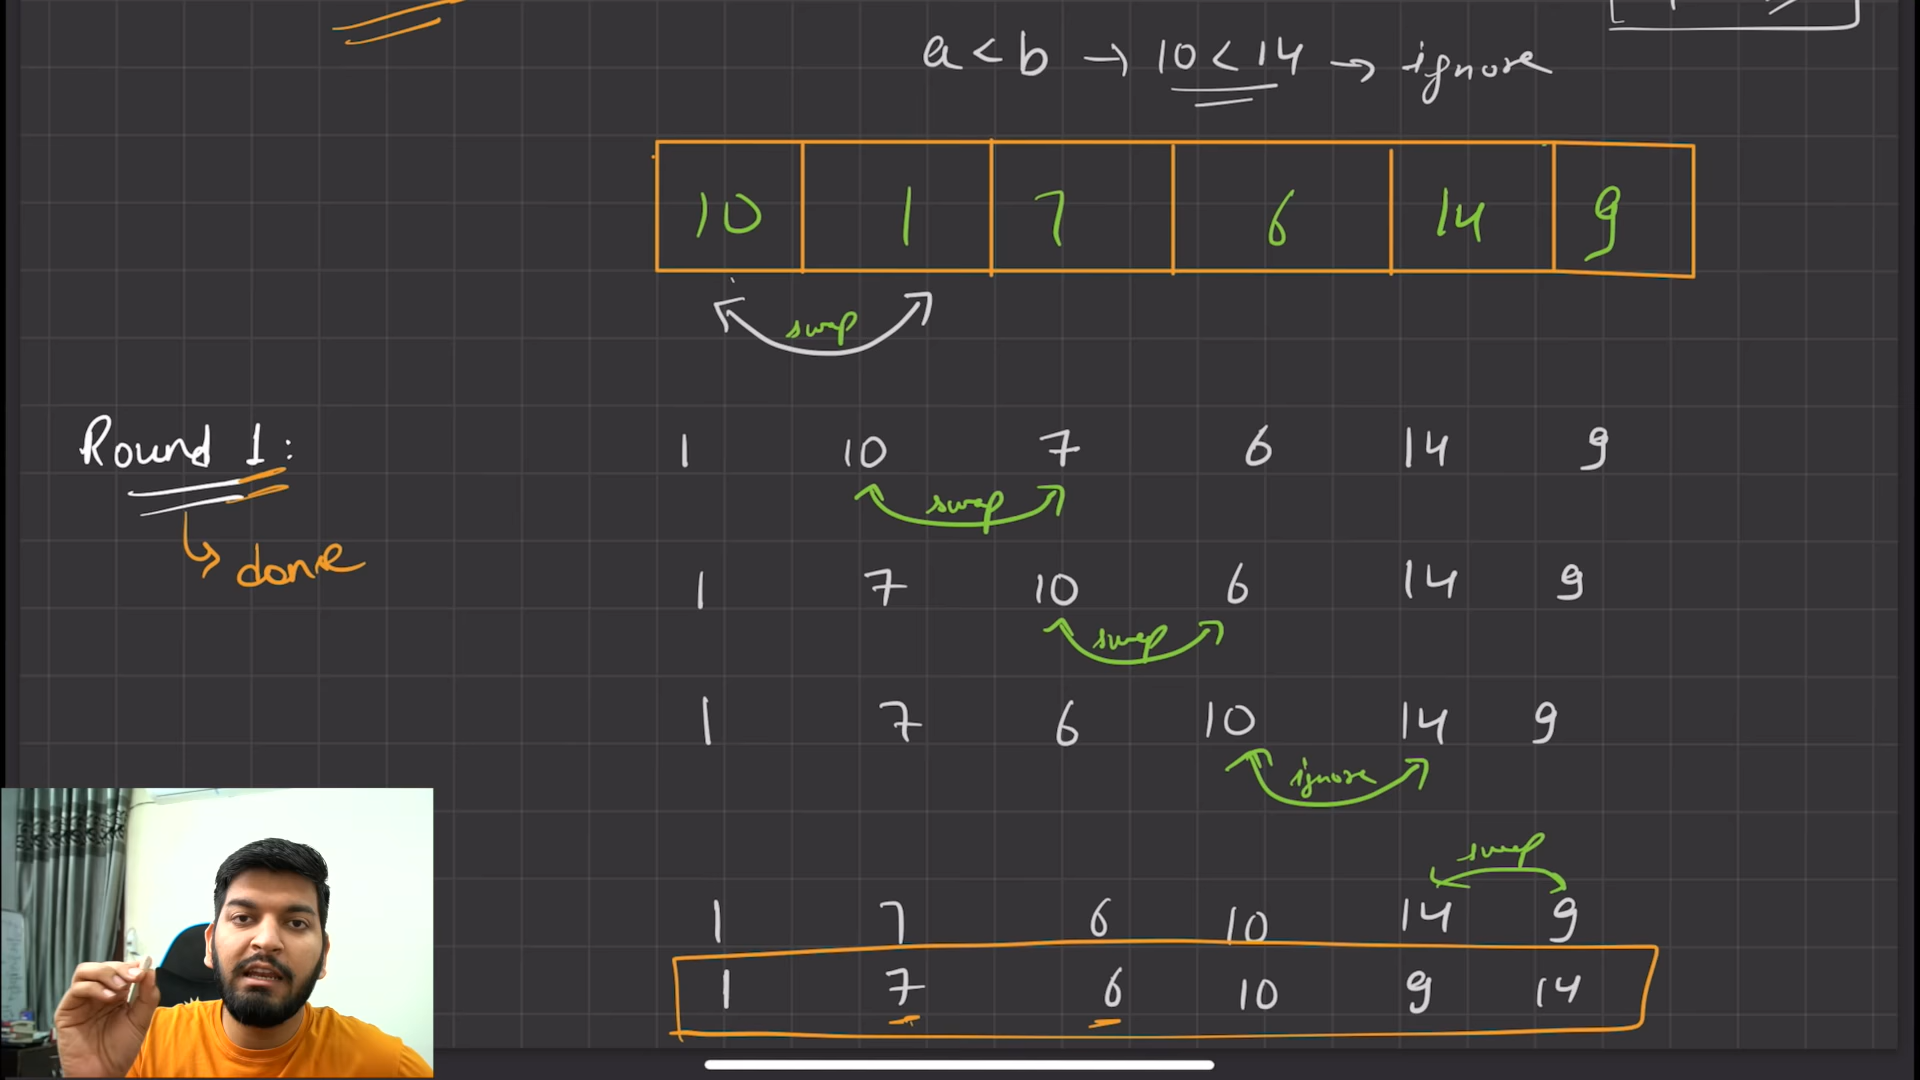 a < b → 10 < 14 → ignore
10 1 7 6 14 9
swap
Round 1:
1 10 7 6 14 9
swap
done
1 7 10 6 14 9
swap
1 7 6 10 14 9
ignore
swap
1 7 6 10 14 9
1 7 6 10 9 14